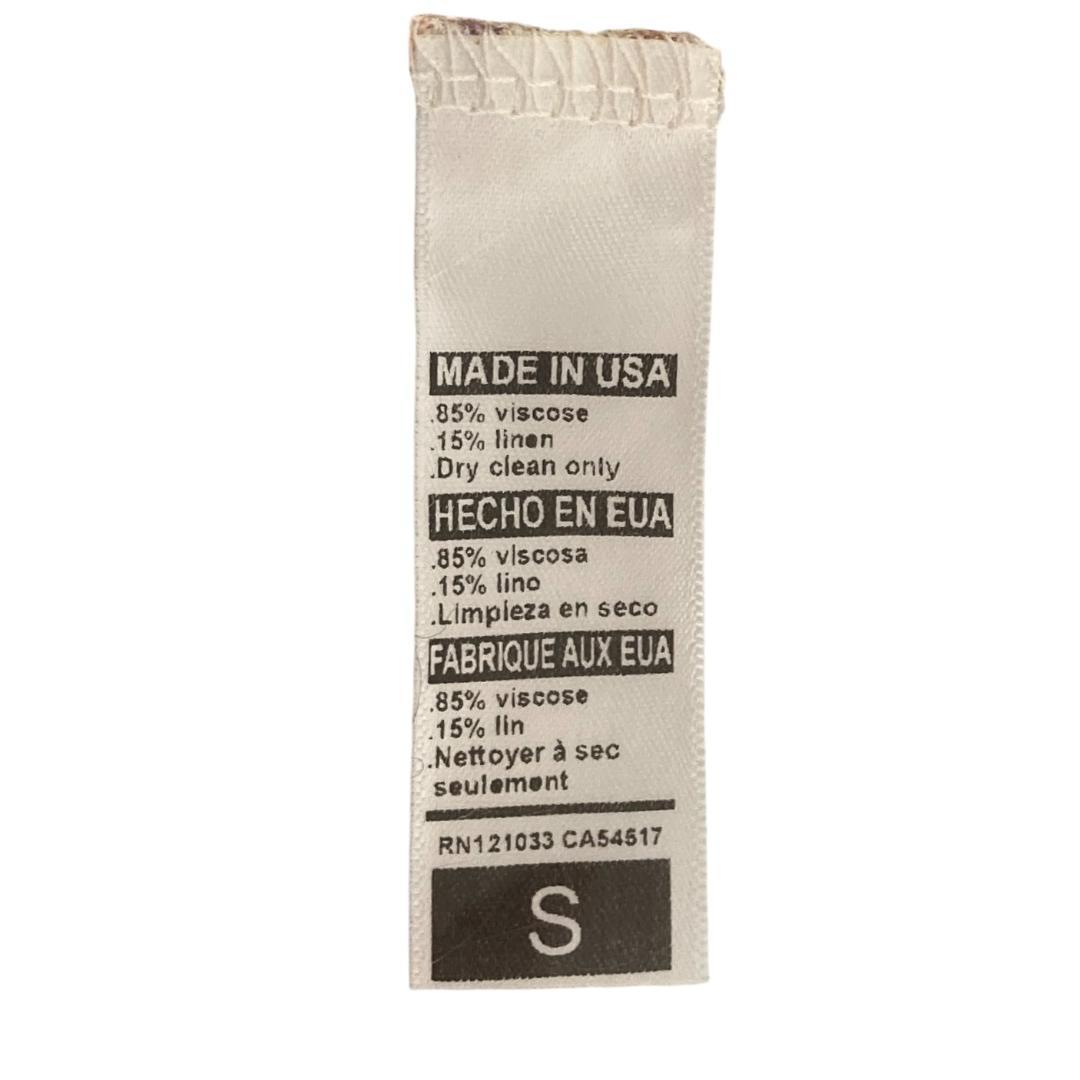 MADE IN USA
.85% viscose
.15% linen
.Dry clean only
HECHO EN EUA
.85% viscosa
.15% lino
.Limpieza en seco
FABRIQUE AUX EUA
.85% viscose
.15% lin
.Nettoyer à sec
seulement
RN121033 CA54517
S